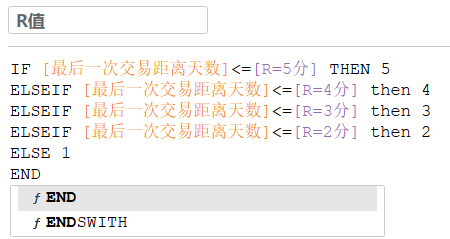 R值
IF [最后一次交易距离天数]<=[R=5分] THEN 5
ELSEIF [最后一次交易距离天数]<=[R=4分] then 4
ELSEIF [最后一次交易距离天数]<=[R=3分] then 3
ELSEIF [最后一次交易距离天数]<=[R=2分] then 2
ELSE 1
END
ƒ END
ƒ ENDSWITH